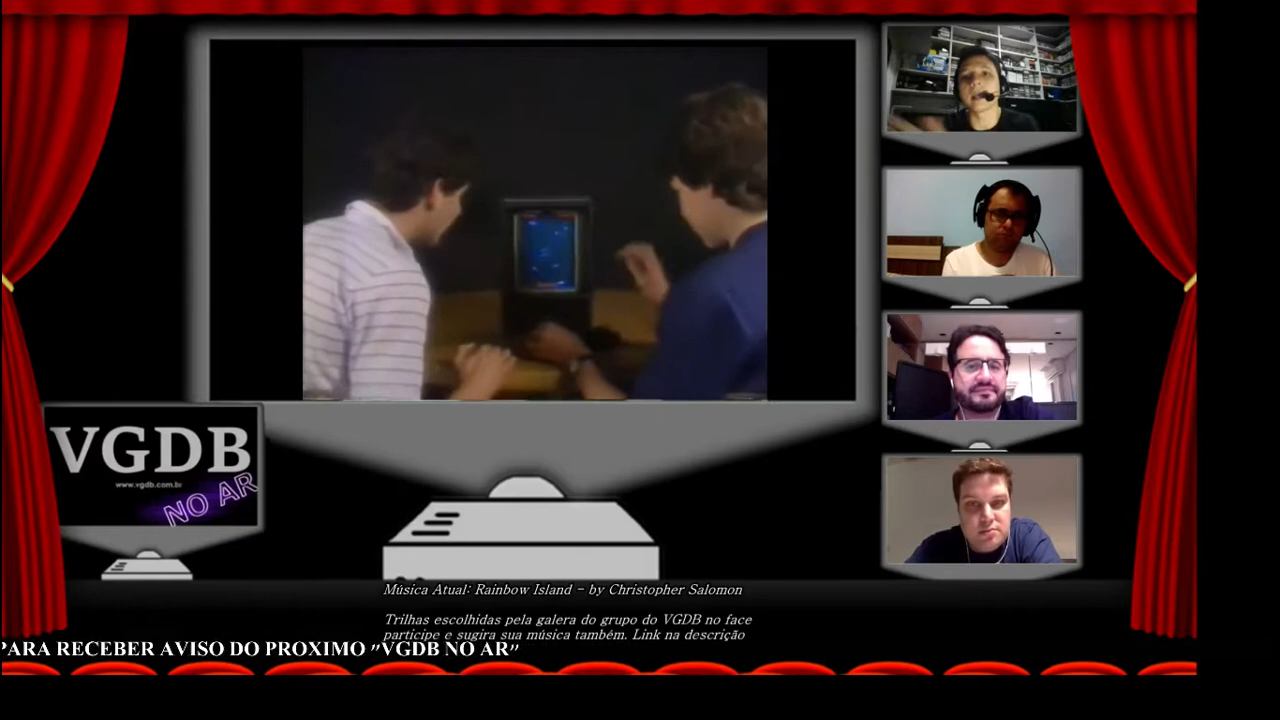 VGDB
www.vgdb.com.br
NO AR
Música Atual: Rainbow Island - by Christopher Salomon
Trilhas escolhidas pela galera do grupo do VGDB no face
participe e sugira sua música também. Link na descrição
PARA RECEBER AVISO DO PROXIMO "VGDB NO AR"